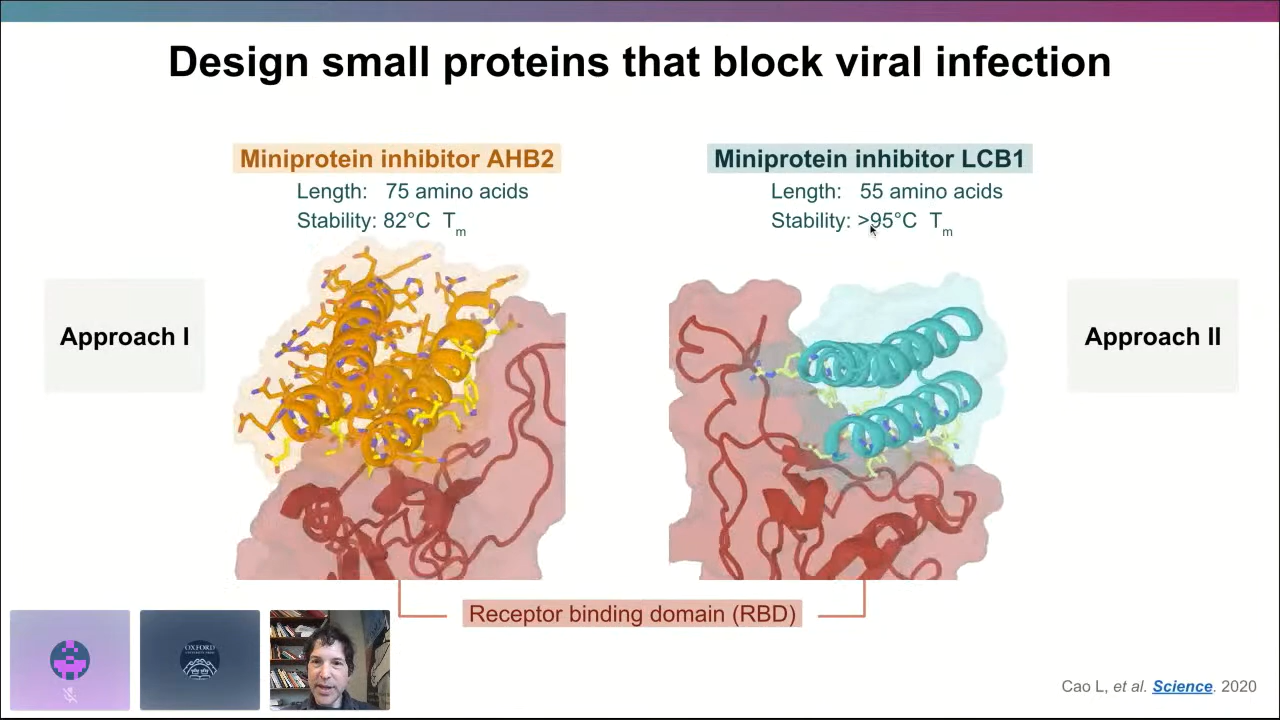 Design small proteins that block viral infection
Miniprotein inhibitor AHB2
Length: 75 amino acids
Stability: 82°C Tm
Miniprotein inhibitor LCB1
Length: 55 amino acids
Stability: >95°C Tm
Approach I
Approach II
Receptor binding domain (RBD)
OXFORD
Cao L, et al. Science. 2020